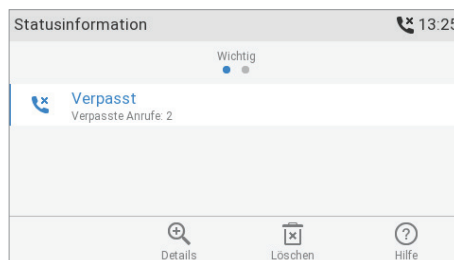 Statusinformation 13:25
Wichtig
Verpasst
Verpasste Anrufe: 2
Details Löschen Hilfe